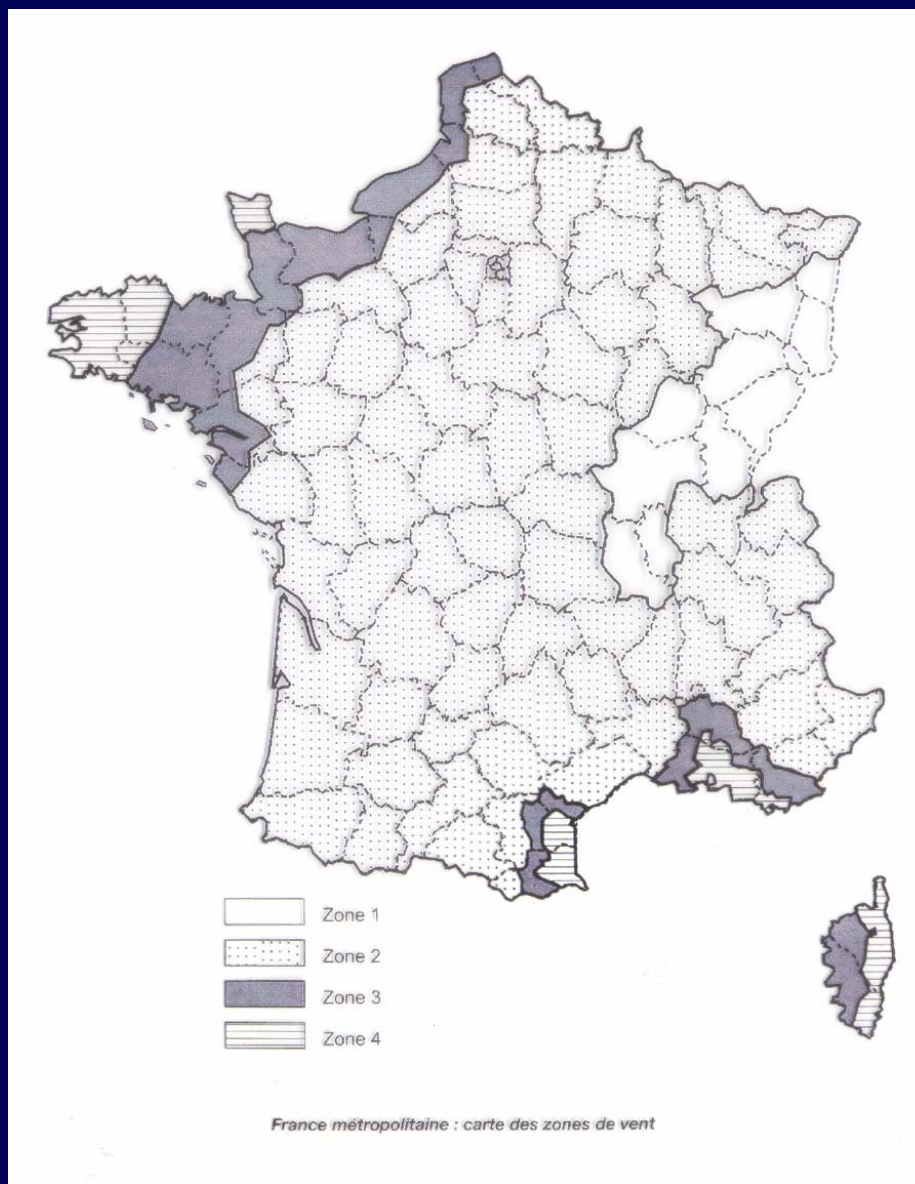 Zone 1
Zone 2
Zone 3
Zone 4
France métropolitaine : carte des zones de vent